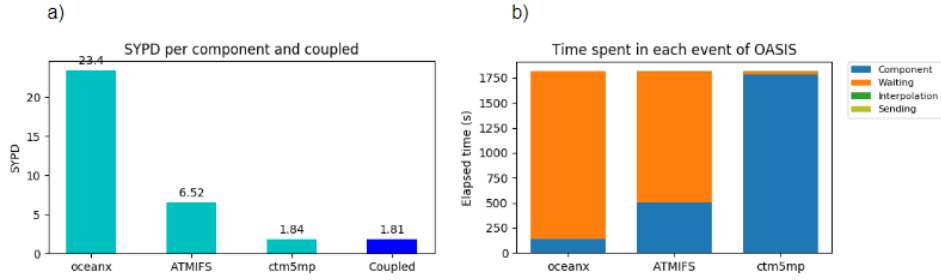 a)
b)
SYPD per component and coupled
23.4
6.52
1.84
1.81
20
15
10
5
0
SYPD
oceanx
ATMIFS
ctm5mp
Coupled
Time spent in each event of OASIS
1750
1500
1250
1000
750
500
250
0
Elapsed time (s)
oceanx
ATMIFS
ctm5mp
Component
Waiting
Interpolation
Sending